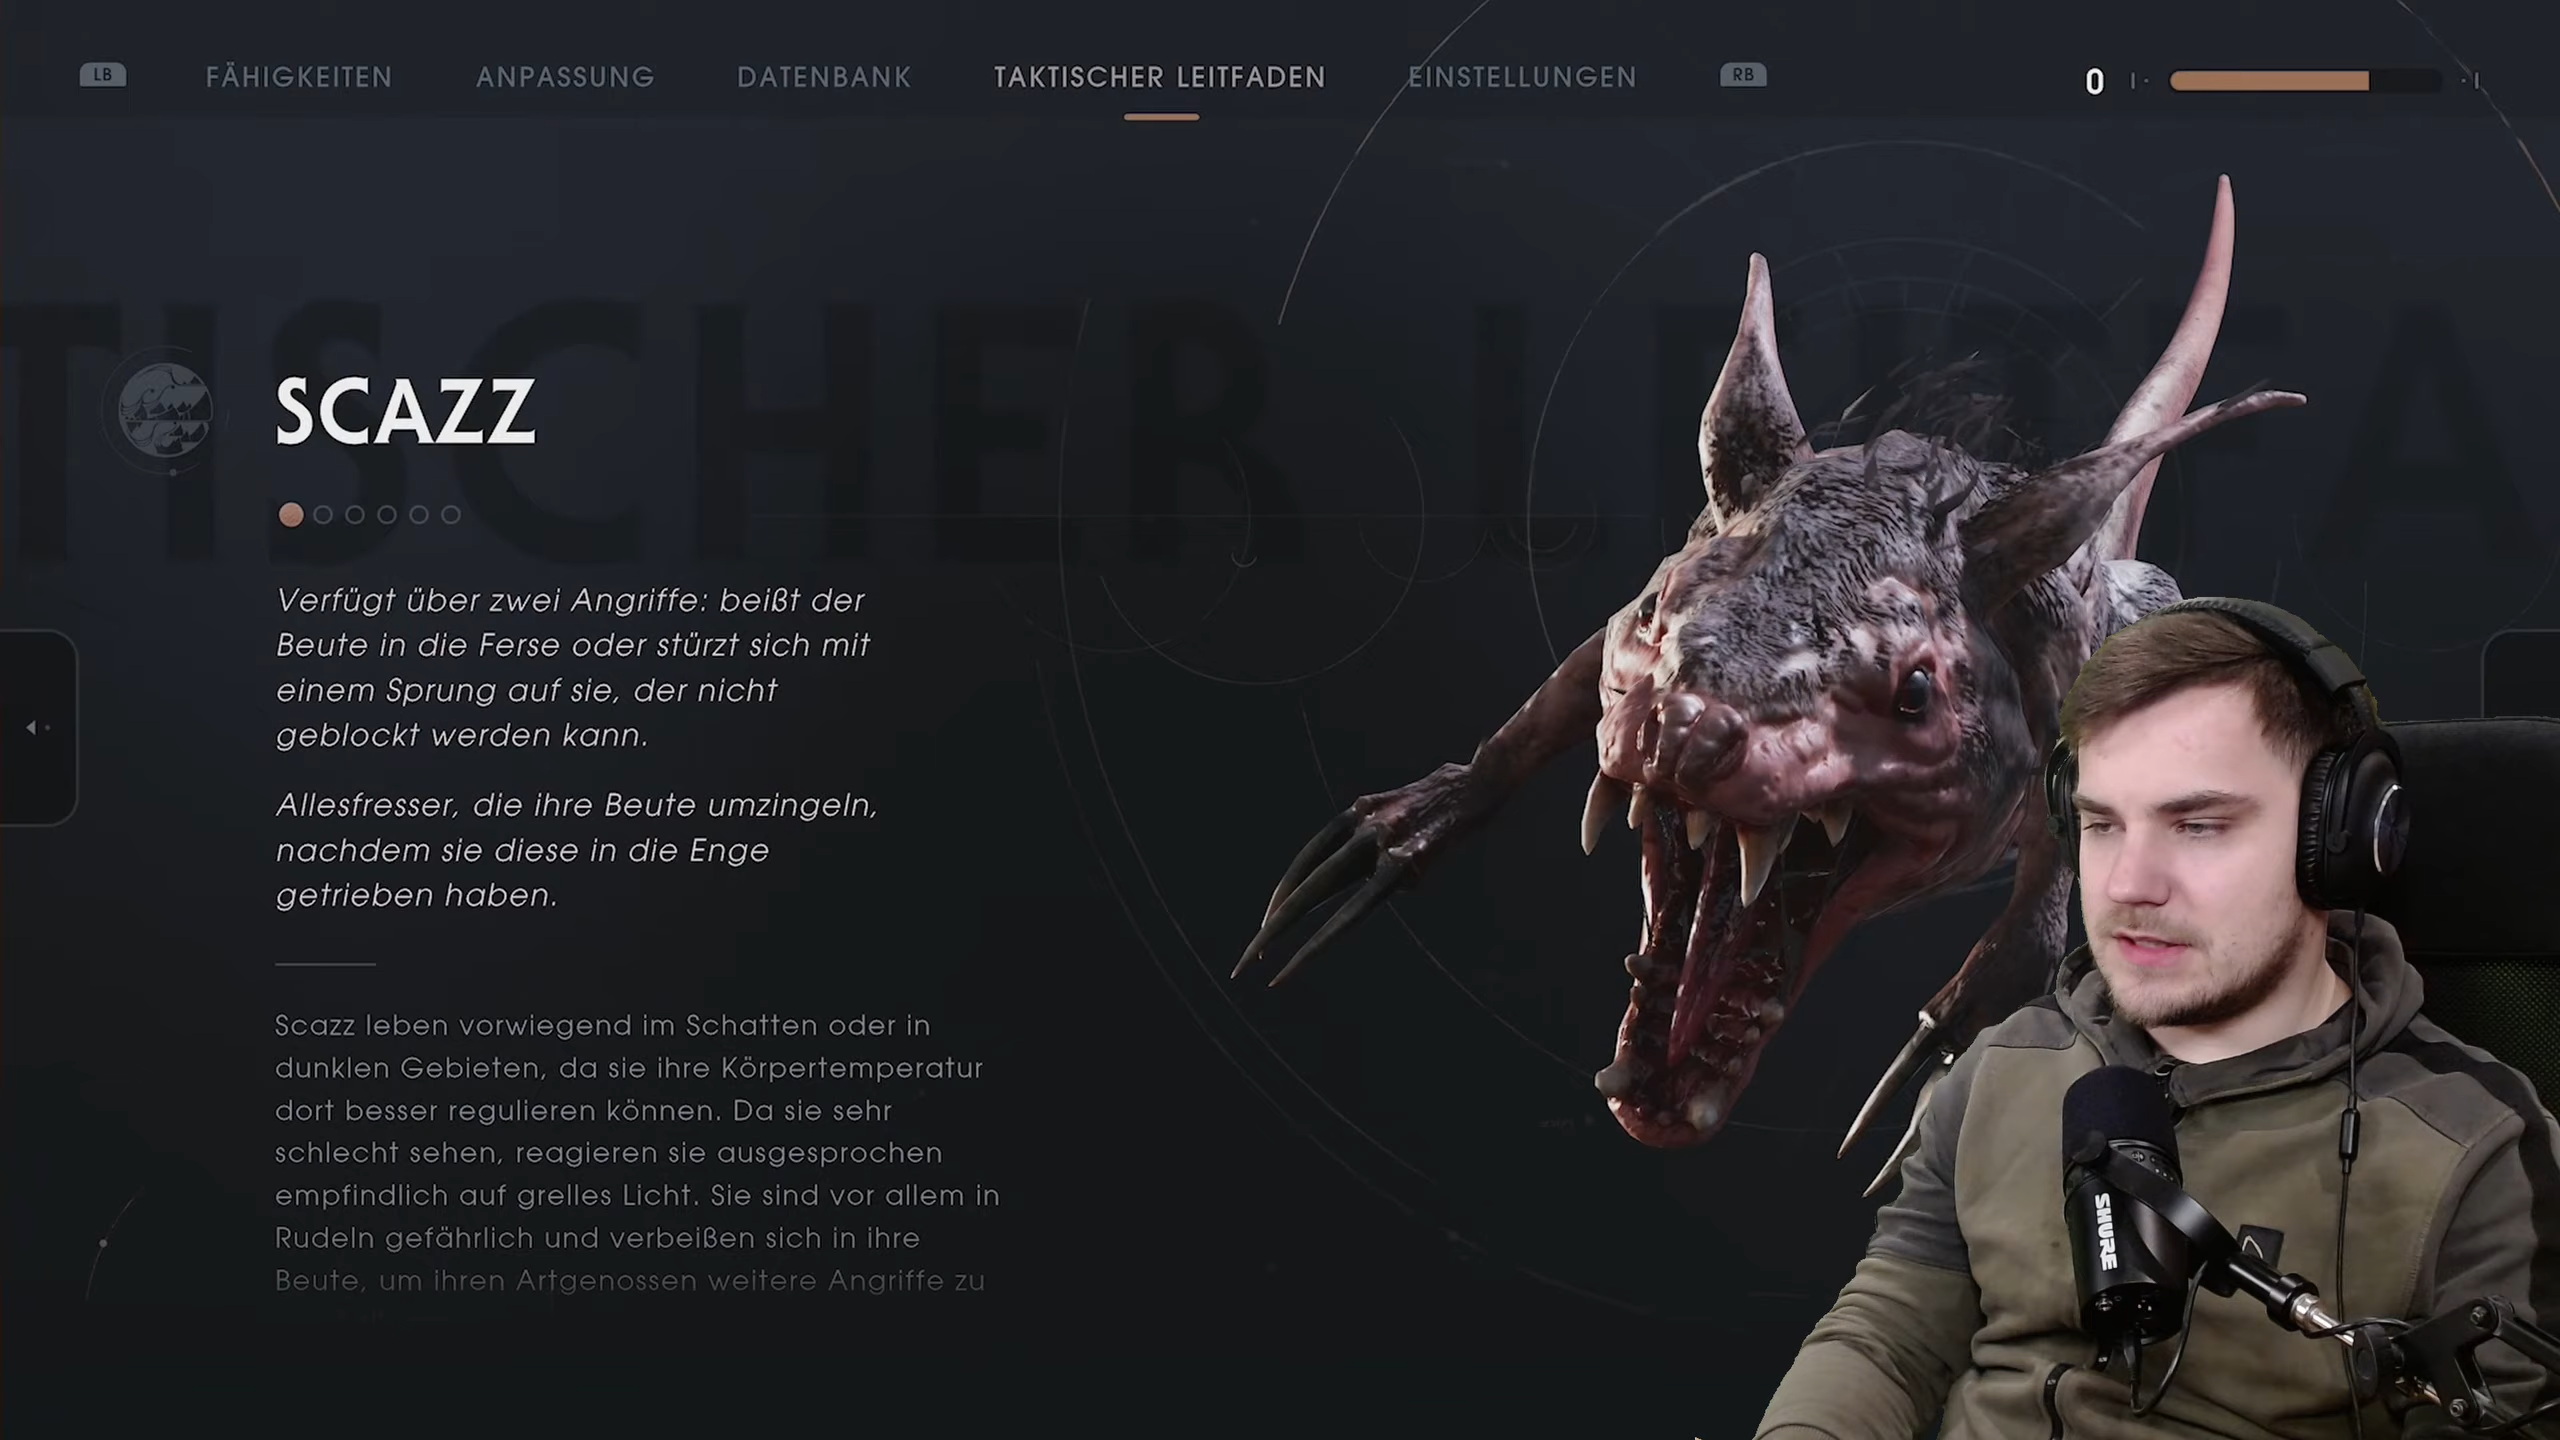 LB FÄHIGKEITEN ANPASSUNG DATENBANK TAKTISCHER LEITFADEN EINSTELLUNGEN RB 0
TISCHER LEITFA
SCAZZ
Verfügt über zwei Angriffe: beißt der
Beute in die Ferse oder stürzt sich mit
einem Sprung auf sie, der nicht
geblockt werden kann.
Allesfresser, die ihre Beute umzingeln,
nachdem sie diese in die Enge
getrieben haben.
Scazz leben vorwiegend im Schatten oder in
dunklen Gebieten, da sie ihre Körpertemperatur
dort besser regulieren können. Da sie sehr
schlecht sehen, reagieren sie ausgesprochen
empfindlich auf grelles Licht. Sie sind vor allem in
Rudeln gefährlich und verbeißen sich in ihre
Beute, um ihren Artgenossen weitere Angriffe zu
SHURE